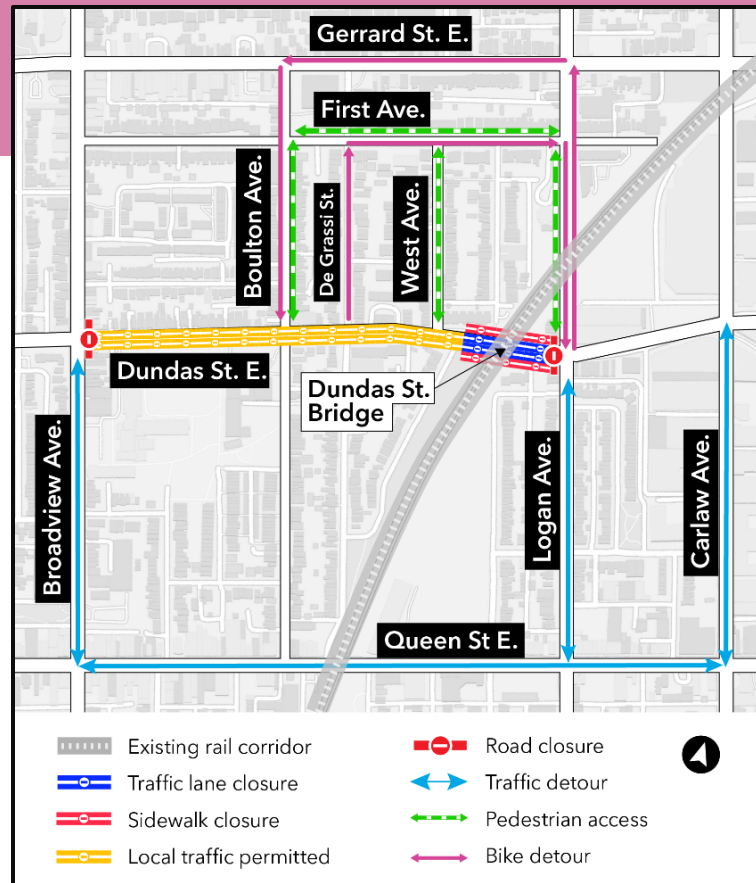 Gerrard St. E.
First Ave.
Boulton Ave.
De Grassi St.
West Ave.
Dundas St. E.
Dundas St.
Bridge
Broadview Ave.
Logan Ave.
Carlaw Ave.
Queen St E.
Existing rail corridor
Traffic lane closure
Sidewalk closure
Local traffic permitted
Road closure
Traffic detour
Pedestrian access
Bike detour